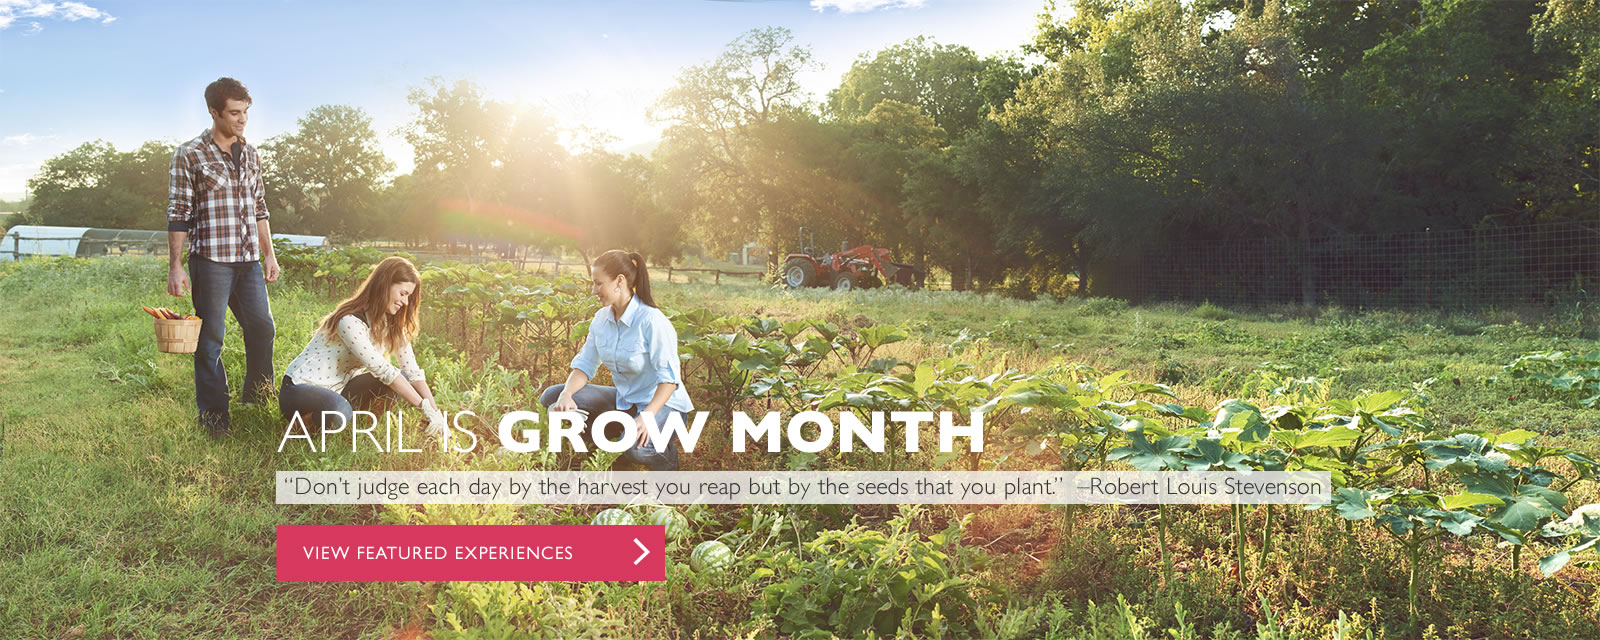 APRIL IS GROW MONTH
“Don’t judge each day by the harvest you reap but by the seeds that you plant.” –Robert Louis Stevenson
VIEW FEATURED EXPERIENCES